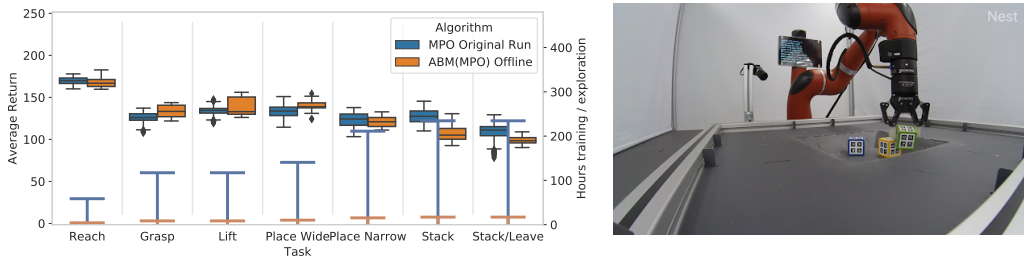 250
200
150
100
50
0
Average Return
Algorithm
MPO Original Run
ABM(MPO) Offline
400
300
200
100
0
Hours training / exploration
Reach
Grasp
Lift
Place Wide
Place Narrow
Stack
Stack/Leave
Task
Nest